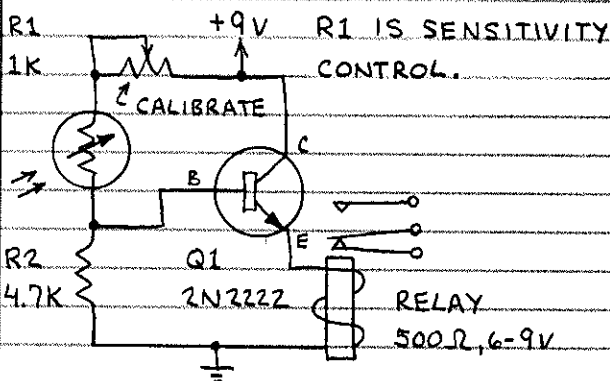 R1 +9V R1 IS SENSITIVITY
1K CONTROL.
CALIBRATE
C
B
E
R2 Q1
4.7K 2N2222 RELAY
500Ω, 6-9V